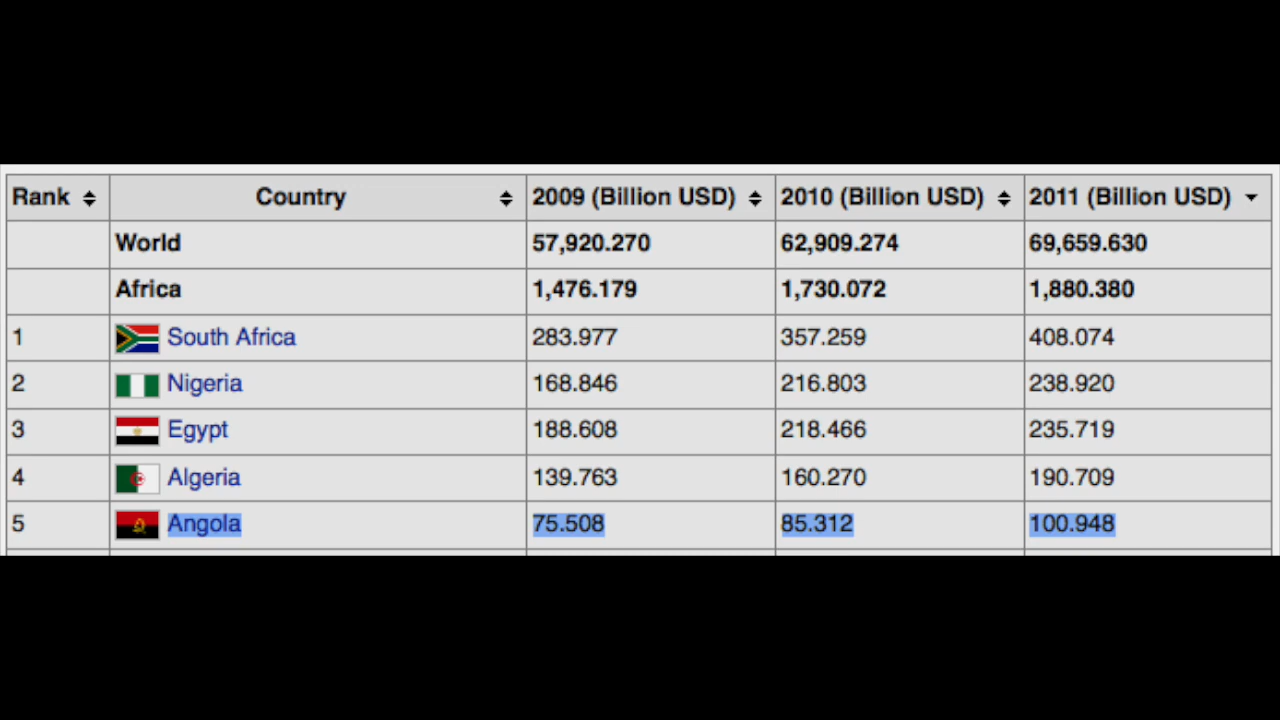 Rank Country 2009 (Billion USD) 2010 (Billion USD) 2011 (Billion USD)
World 57,920.270 62,909.274 69,659.630
Africa 1,476.179 1,730.072 1,880.380
1 South Africa 283.977 357.259 408.074
2 Nigeria 168.846 216.803 238.920
3 Egypt 188.608 218.466 235.719
4 Algeria 139.763 160.270 190.709
5 Angola 75.508 85.312 100.948